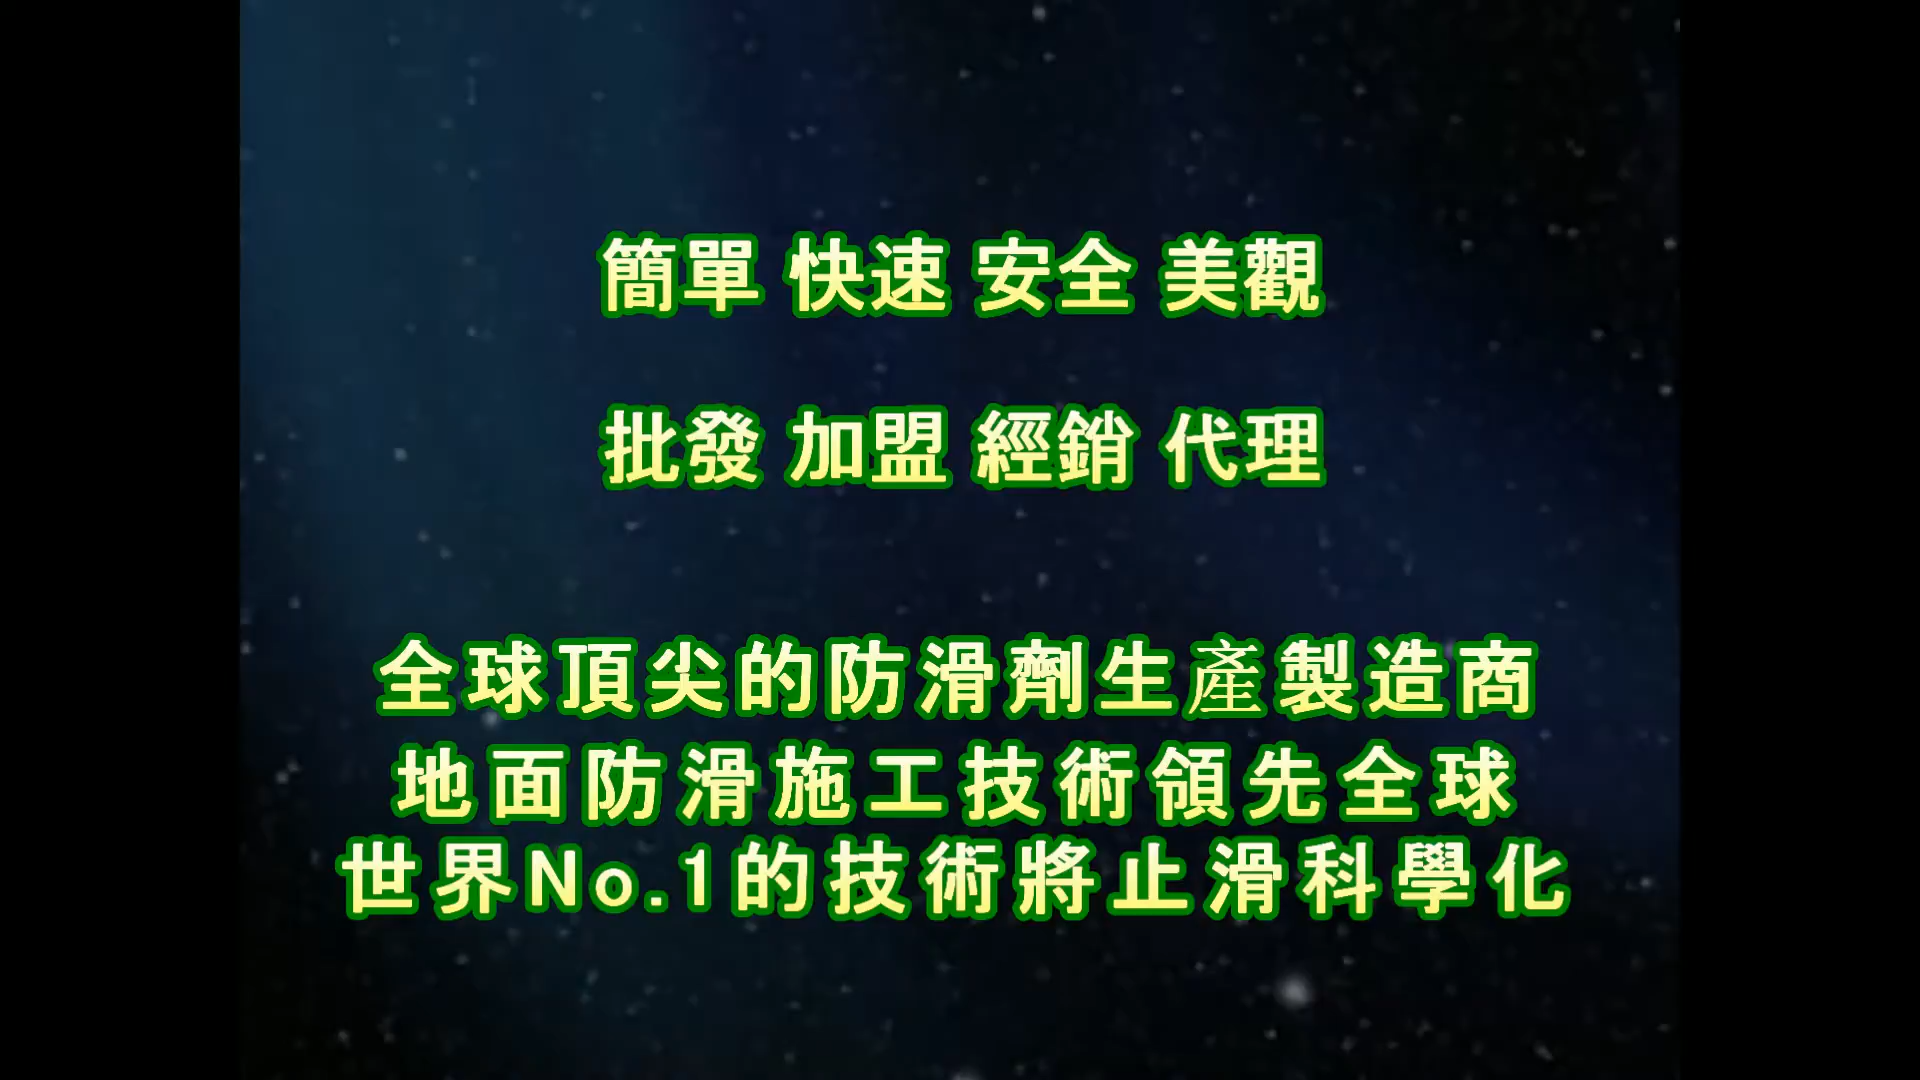 簡單 快速 安全 美觀
批發 加盟 經銷 代理
全球頂尖的防滑劑生產製造商
地面防滑施工技術領先全球
世界No.1的技術將止滑科學化